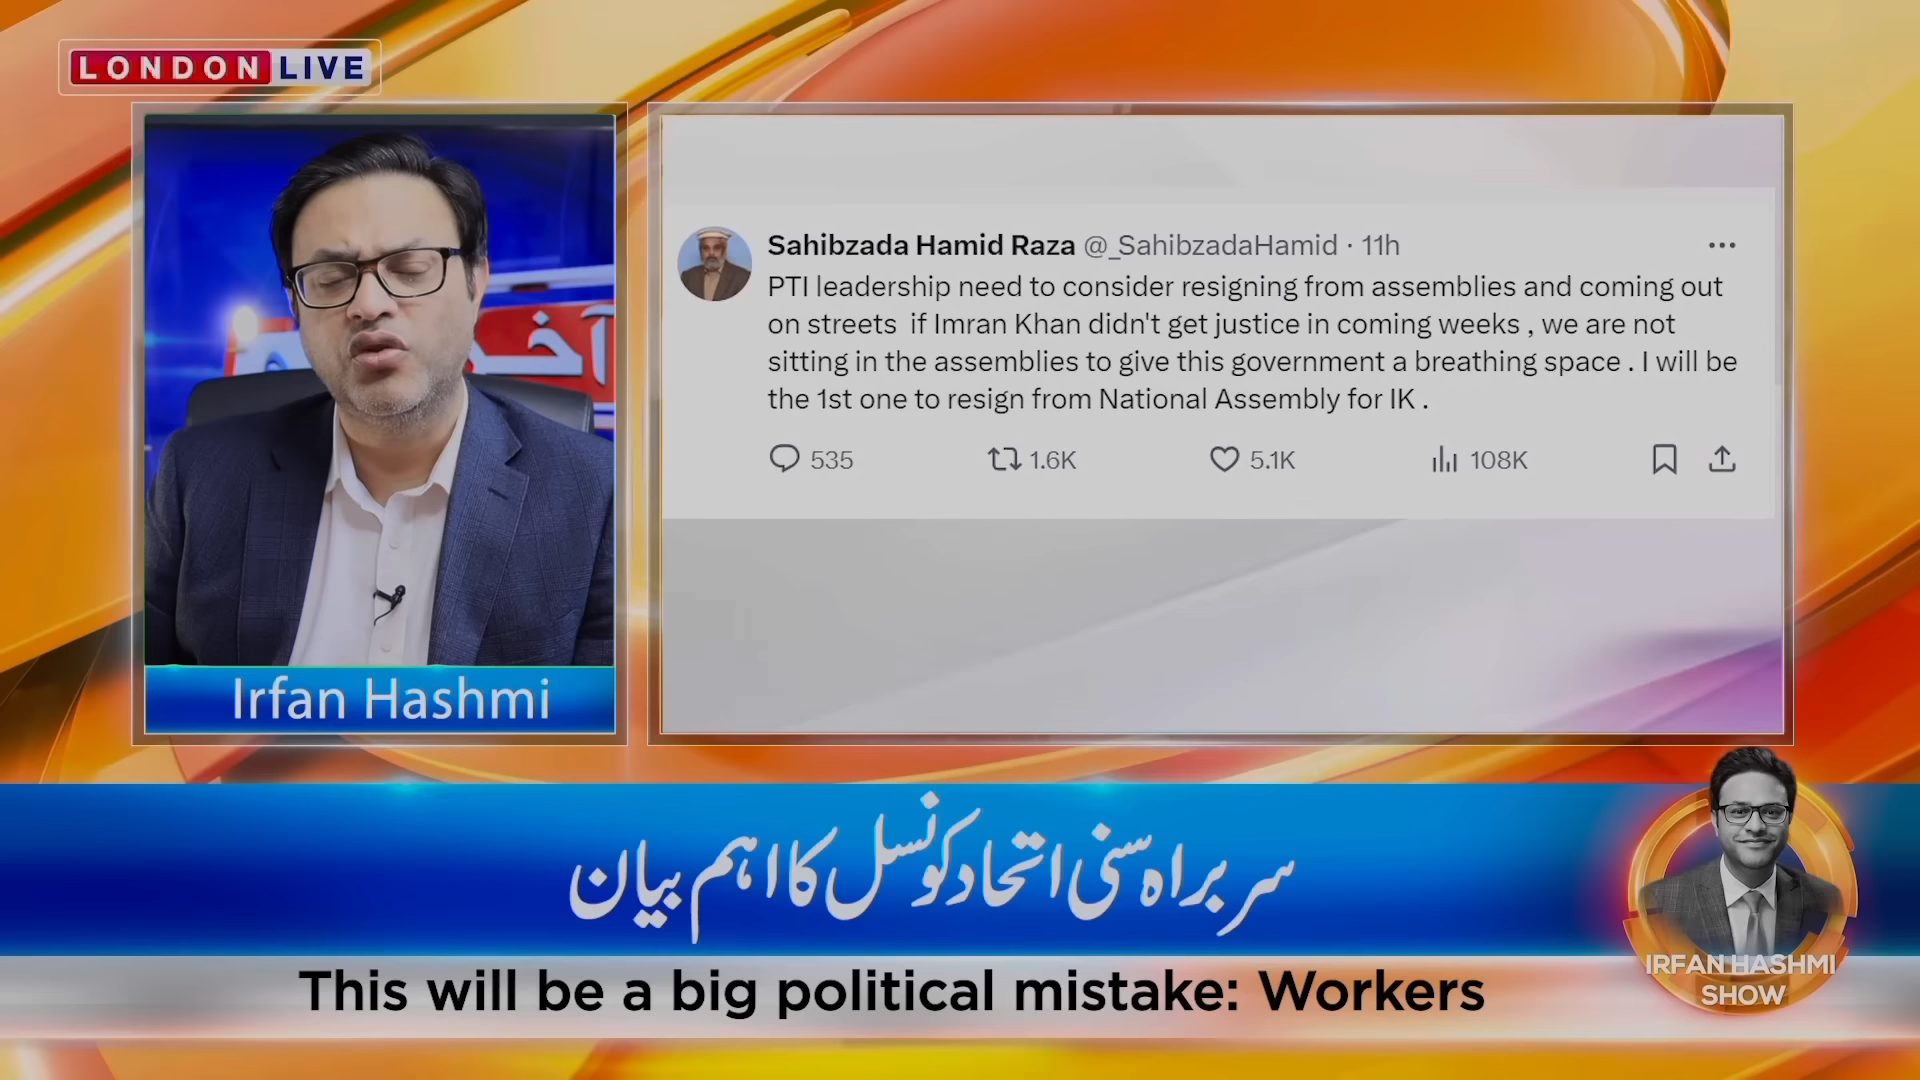 LONDON LIVE
Irfan Hashmi
Sahibzada Hamid Raza @_SahibzadaHamid · 11h
PTI leadership need to consider resigning from assemblies and coming out
on streets if Imran Khan didn't get justice in coming weeks , we are not
sitting in the assemblies to give this government a breathing space . I will be
the 1st one to resign from National Assembly for IK .
535 1.6K 5.1K 108K
سربراہ سنی اتحاد کونسل کا اہم بیان
This will be a big political mistake: Workers
IRFAN HASHMI
SHOW